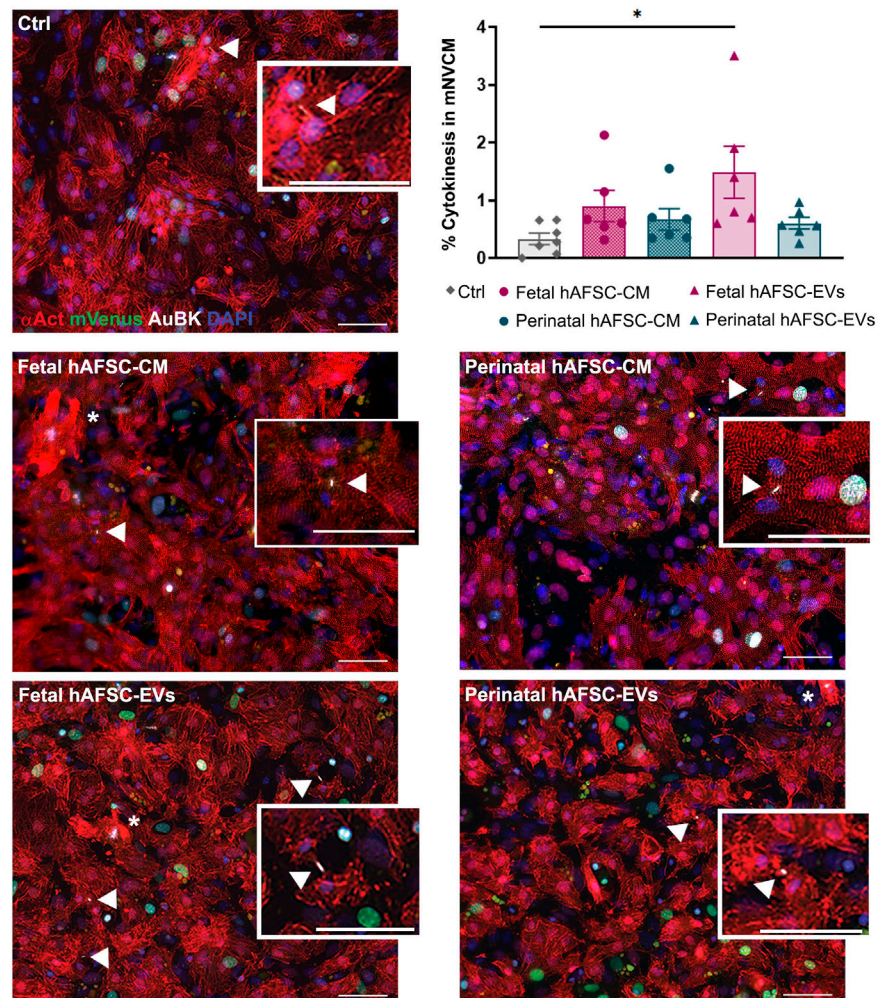 Ctrl
αAct mVenus AuBK DAPI
*
4
3
2
1
0
% Cytokinesis in mNVCM
Ctrl Fetal hAFSC-CM Fetal hAFSC-EVs
Perinatal hAFSC-CM Perinatal hAFSC-EVs
Fetal hAFSC-CM
*
Perinatal hAFSC-CM
Fetal hAFSC-EVs
*
Perinatal hAFSC-EVs
*